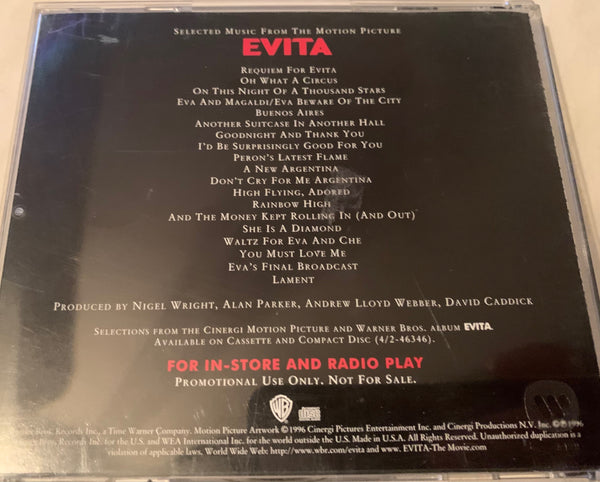 Selected Music From The Motion Picture
EVITA
Requiem For Evita
Oh What A Circus
On This Night Of A Thousand Stars
Eva And Magaldi/Eva Beware Of The City
Buenos Aires
Another Suitcase In Another Hall
Goodnight And Thank You
I'd Be Surprisingly Good For You
Peron's Latest Flame
A New Argentina
Don't Cry For Me Argentina
High Flying, Adored
Rainbow High
And The Money Kept Rolling In (And Out)
She Is A Diamond
Waltz For Eva And Che
You Must Love Me
Eva's Final Broadcast
Lament
Produced by Nigel Wright, Alan Parker, Andrew Lloyd Webber, David Caddick
Selections from the Cinergi Motion Picture and Warner Bros. album EVITA.
Available on Cassette and Compact Disc (4/2-46346).
FOR IN-STORE AND RADIO PLAY
Promotional Use Only. Not For Sale.
WB
Bros. Records Inc., a Time Warner Company. Motion Picture Artwork ©1996 Cinergi Pictures Entertainment Inc. and Cinergi Productions N.V. Inc. ©℗1996
Bros. Records Inc. for the U.S. and WEA International Inc. for the world outside the U.S. Made in U.S.A. All Rights Reserved. Unauthorized duplication is a
violation of applicable laws. World Wide Web: http://www.wbr.com/evita and www. EVITA-The Movie.com